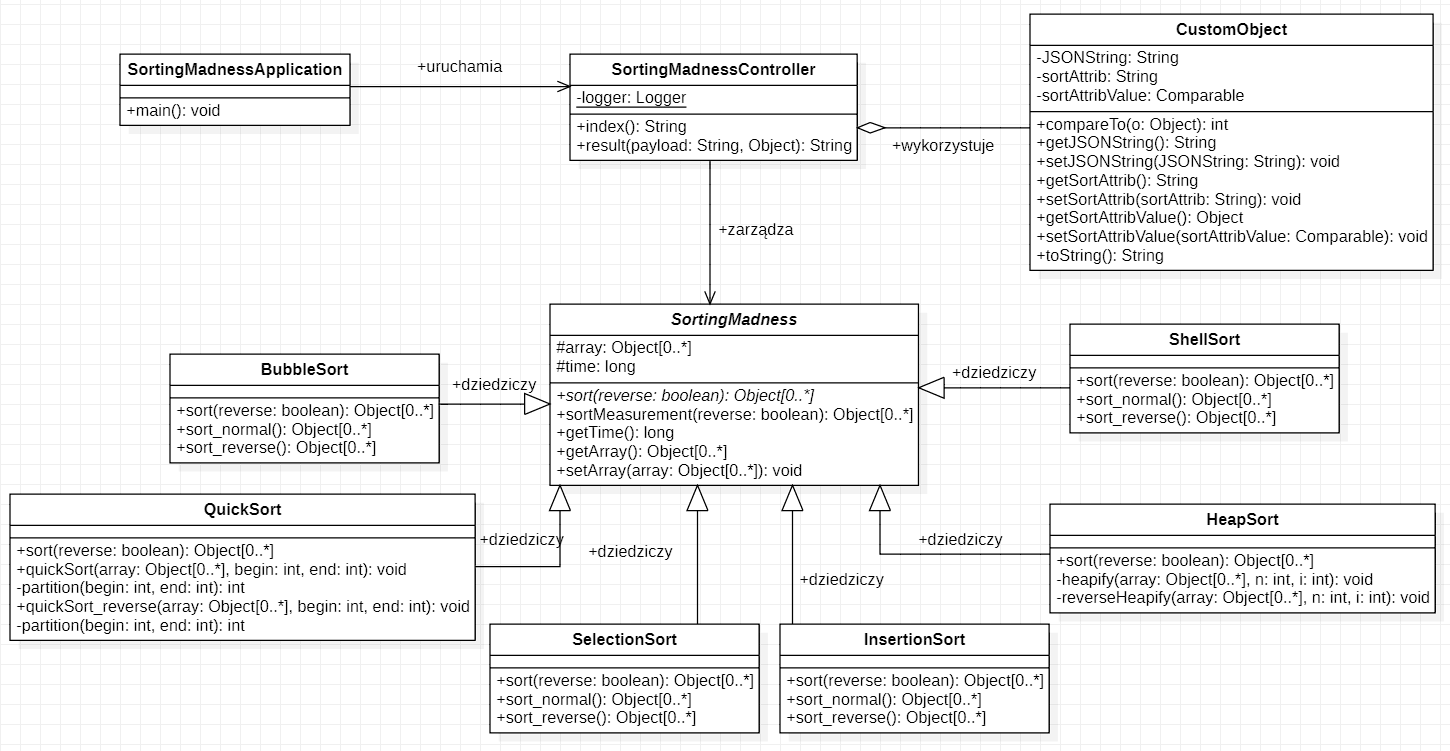 SortingMadnessApplication
+main(): void
+uruchamia
SortingMadnessController
-logger: Logger
+index(): String
+result(payload: String, Object): String
+wykorzystuje
CustomObject
-JSONString: String
-sortAttrib: String
-sortAttribValue: Comparable
+compareTo(o: Object): int
+getJSONString(): String
+setJSONString(JSONString: String): void
+getSortAttrib(): String
+setSortAttrib(sortAttrib: String): void
+getSortAttribValue(): Object
+setSortAttribValue(sortAttribValue: Comparable): void
+toString(): String
+zarządza
SortingMadness
#array: Object[0..*]
#time: long
+sort(reverse: boolean): Object[0..*]
+sortMeasurement(reverse: boolean): Object[0..*]
+getTime(): long
+getArray(): Object[0..*]
+setArray(array: Object[0..*]): void
BubbleSort
+sort(reverse: boolean): Object[0..*]
+sort_normal(): Object[0..*]
+sort_reverse(): Object[0..*]
+dziedziczy
+dziedziczy
ShellSort
+sort(reverse: boolean): Object[0..*]
+sort_normal(): Object[0..*]
+sort_reverse(): Object[0..*]
QuickSort
+sort(reverse: boolean): Object[0..*]
+quickSort(array: Object[0..*], begin: int, end: int): void
-partition(begin: int, end: int): int
+quickSort_reverse(array: Object[0..*], begin: int, end: int): void
-partition(begin: int, end: int): int
+dziedziczy
+dziedziczy
+dziedziczy
+dziedziczy
HeapSort
+sort(reverse: boolean): Object[0..*]
-heapify(array: Object[0..*], n: int, i: int): void
-reverseHeapify(array: Object[0..*], n: int, i: int): void
SelectionSort
+sort(reverse: boolean): Object[0..*]
+sort_normal(): Object[0..*]
+sort_reverse(): Object[0..*]
InsertionSort
+sort(reverse: boolean): Object[0..*]
+sort_normal(): Object[0..*]
+sort_reverse(): Object[0..*]